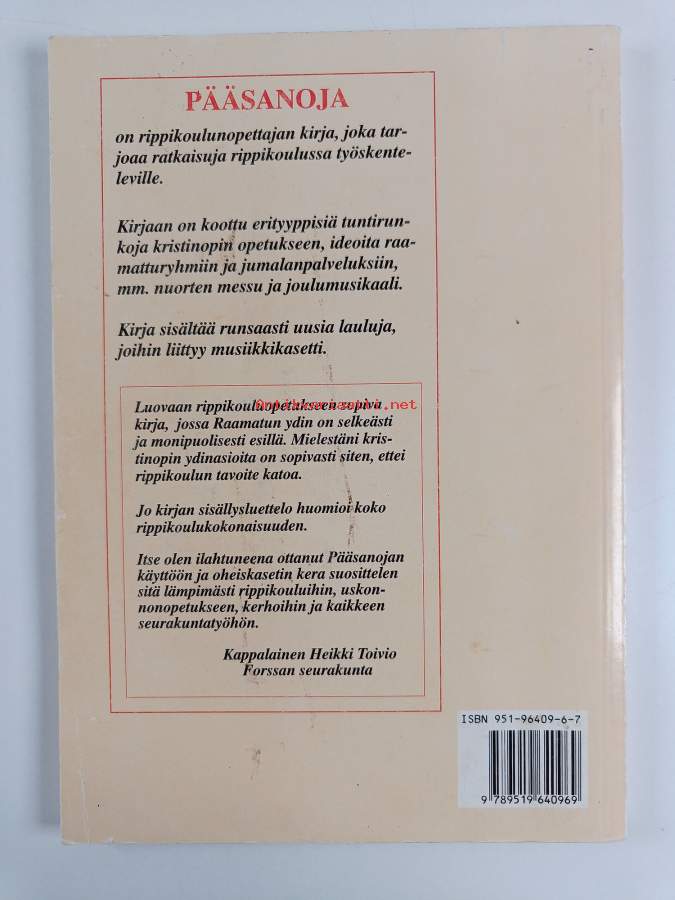 PÄÄSANOJA
on rippikoulunopettajan kirja, joka tar-
joaa ratkaisuja rippikoulussa työskente-
leville.
Kirjaan on koottu erityyppisiä tuntirun-
koja kristinopin opetukseen, ideoita raa-
matturyhmiin ja jumalanpalveluksiin,
mm. nuorten messu ja joulumusikaali.
Kirja sisältää runsaasti uusia lauluja,
joihin liittyy musiikkikasetti.
Luovaan rippikoulunopetukseen sopiva
Antikvariaatti.net
kirja, jossa Raamatun ydin on selkeästi
ja monipuolisesti esillä. Mielestäni kris-
tinopin ydinasioita on sopivasti siten, ettei
rippikoulun tavoite katoa.
Jo kirjan sisällysluettelo huomioi koko
rippikoulukokonaisuuden.
Itse olen ilahtuneena ottanut Pääsanojan
käyttöön ja oheiskasetin kera suosittelen
sitä lämpimästi rippikouluihin, uskon-
nonopetukseen, kerhoihin ja kaikkeen
seurakuntatyöhön.
Kappalainen Heikki Toivio
Forssan seurakunta
ISBN 951-96409-6-7
9 789519 640969